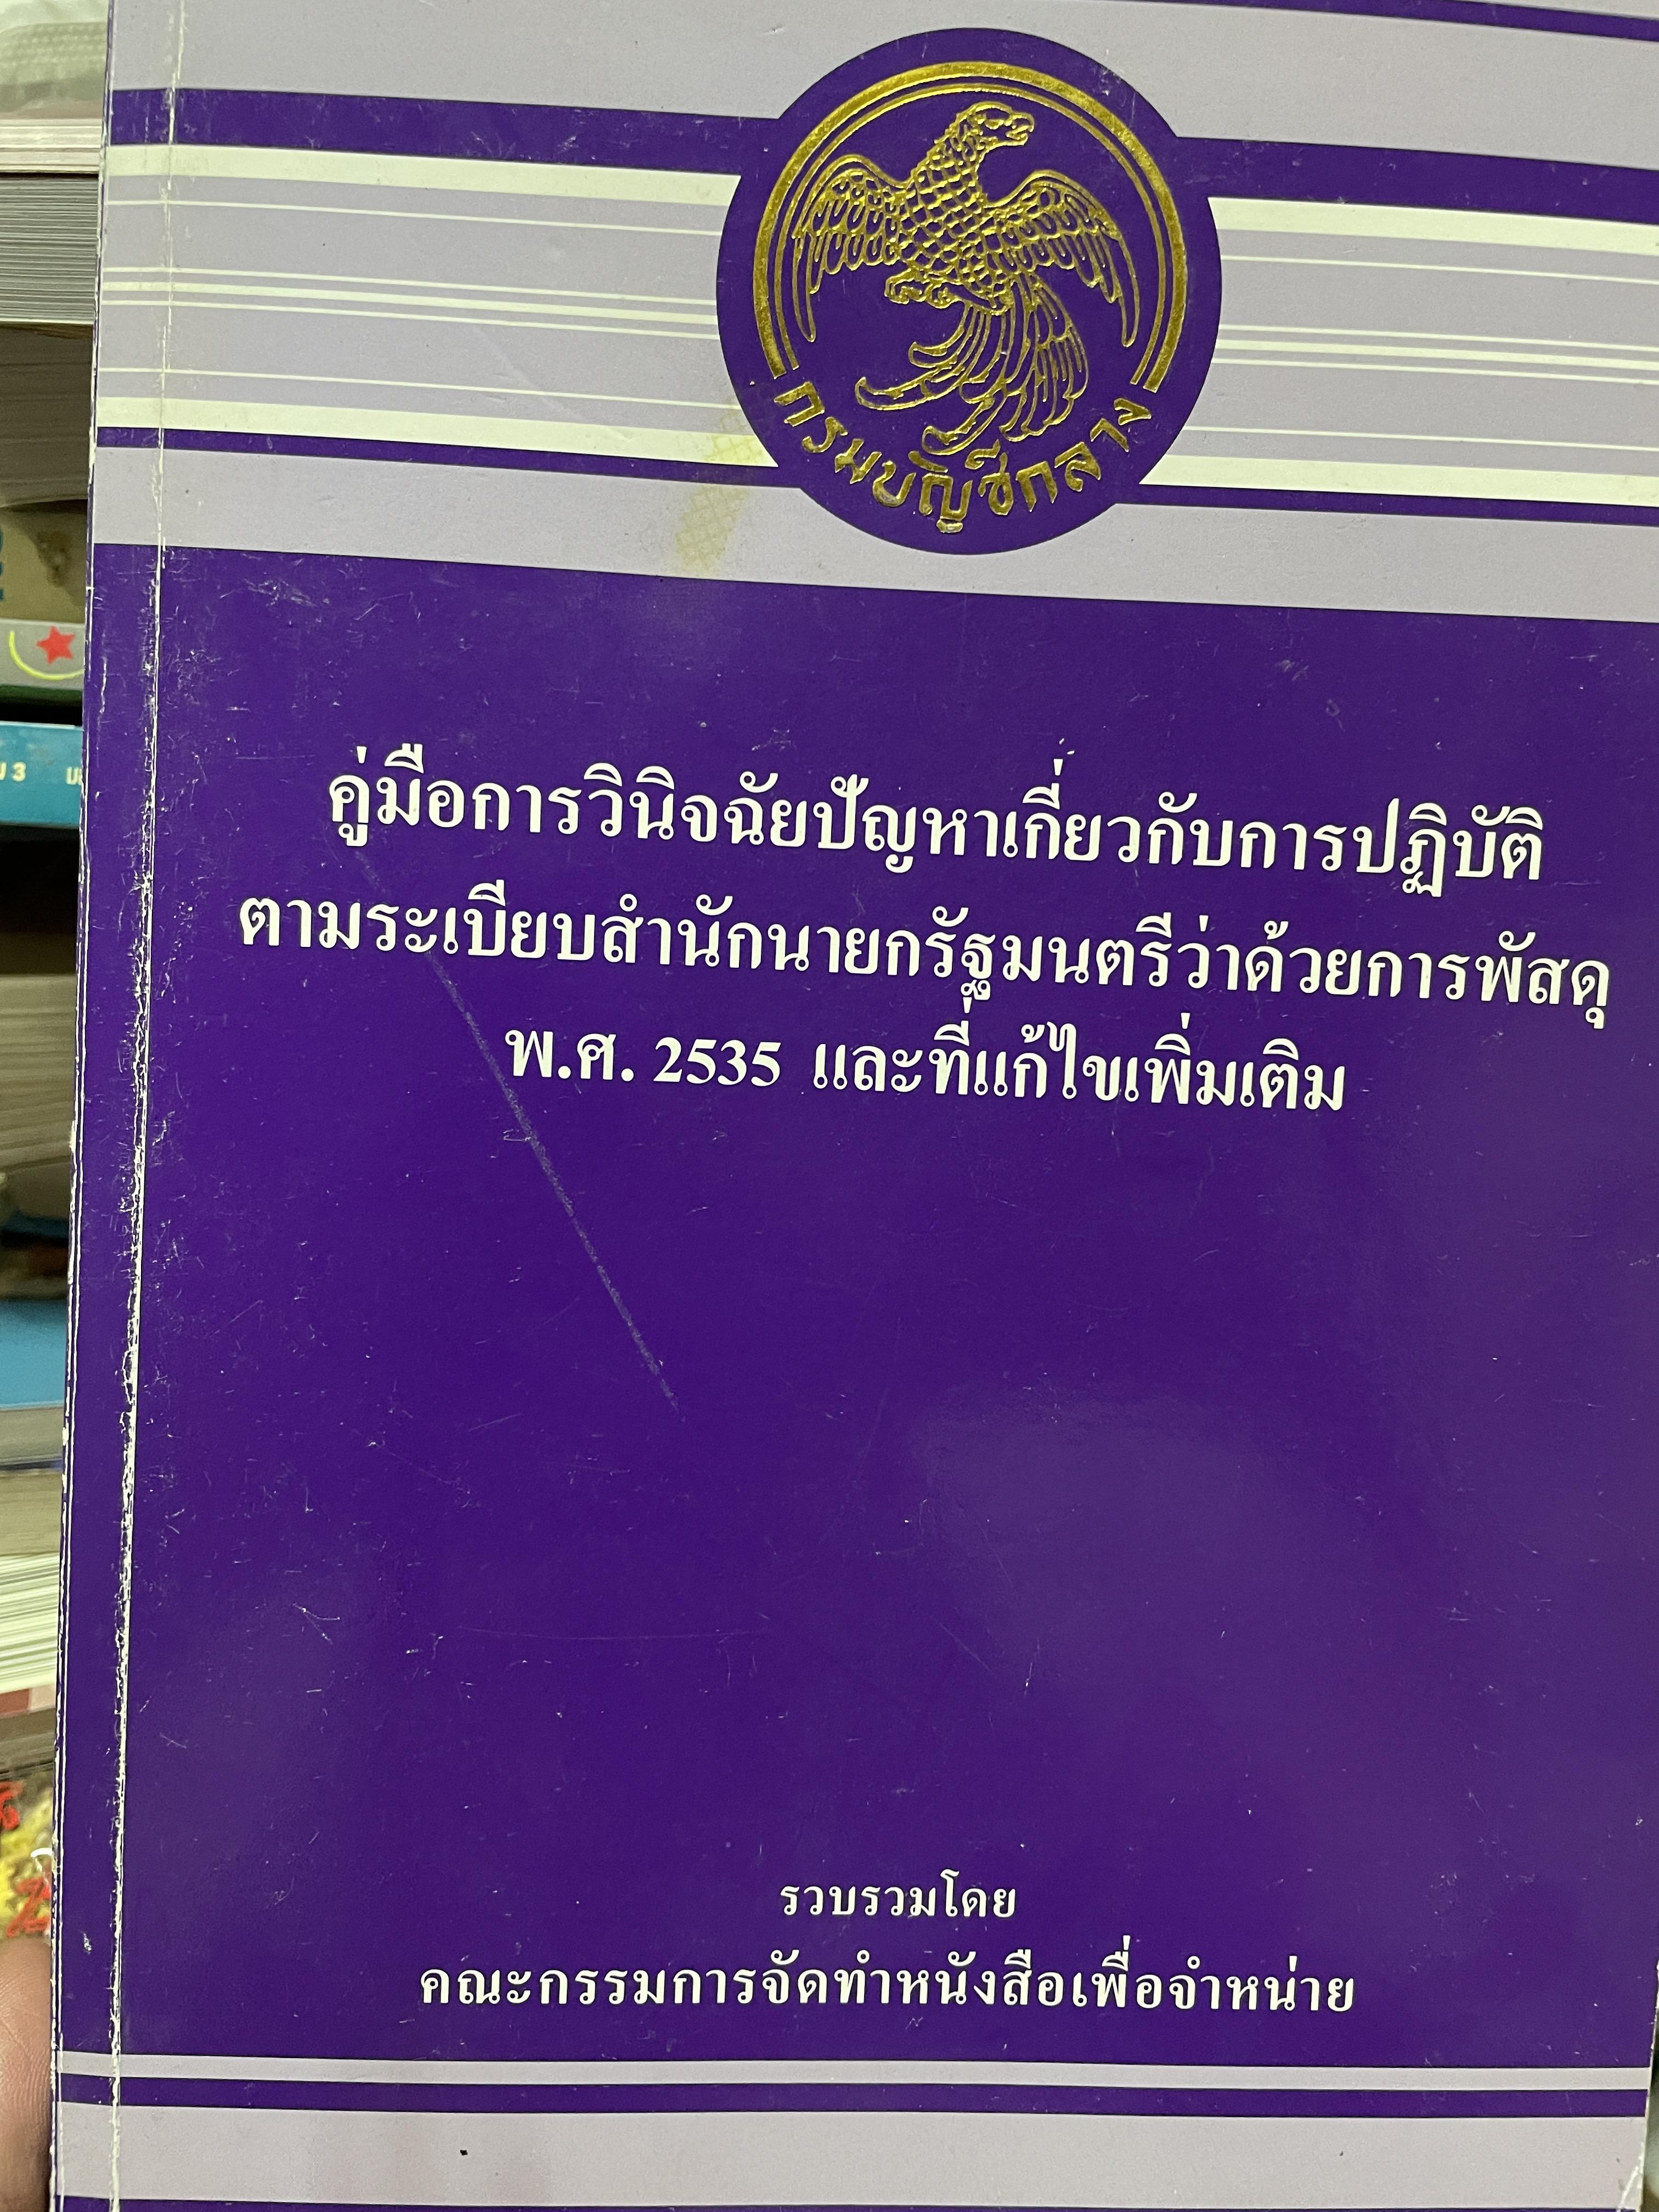 กรมบัญชีกลาง
คู่มือการวินิจฉัยปัญหาเกี่ยวกับการปฏิบัติ
ตามระเบียบสำนักนายกรัฐมนตรีว่าด้วยการพัสดุ
พ.ศ. 2535 และที่แก้ไขเพิ่มเติม
รวบรวมโดย
คณะกรรมการจัดทำหนังสือเพื่อจำหน่าย